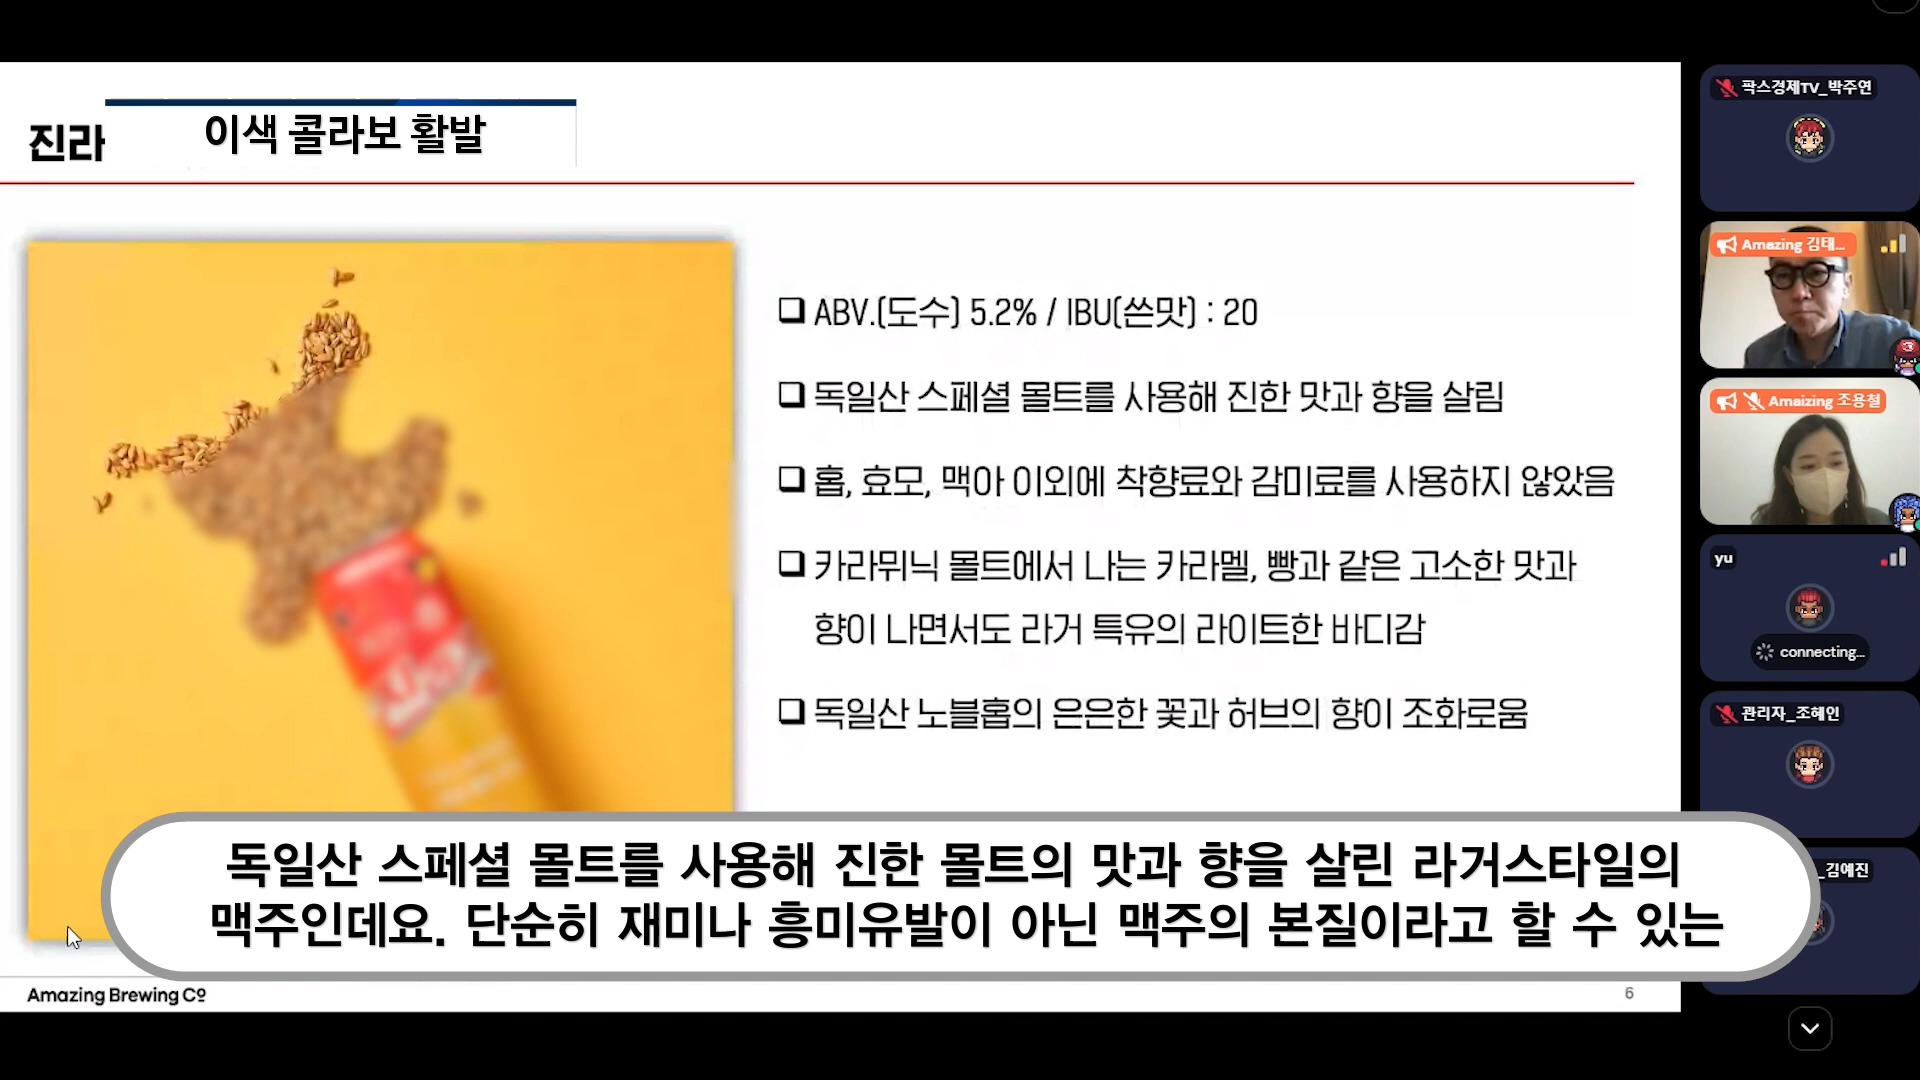 진라
이색 콜라보 활발
ABV.(도수) 5.2% / IBU(쓴맛) : 20
독일산 스페셜 몰트를 사용해 진한 맛과 향을 살림
홉, 효모, 맥아 이외에 착향료와 감미료를 사용하지 않았음
카라뮈닉 몰트에서 나는 카라멜, 빵과 같은 고소한 맛과
향이 나면서도 라거 특유의 라이트한 바디감
독일산 노블홉의 은은한 꽃과 허브의 향이 조화로움
독일산 스페셜 몰트를 사용해 진한 몰트의 맛과 향을 살린 라거스타일의
맥주인데요. 단순히 재미나 흥미유발이 아닌 맥주의 본질이라고 할 수 있는
Amazing Brewing Cº
6
팍스경제TV_박주연
Amazing 김태...
Amaizing 조용철
yu
connecting...
관리자_조혜인
_김예진